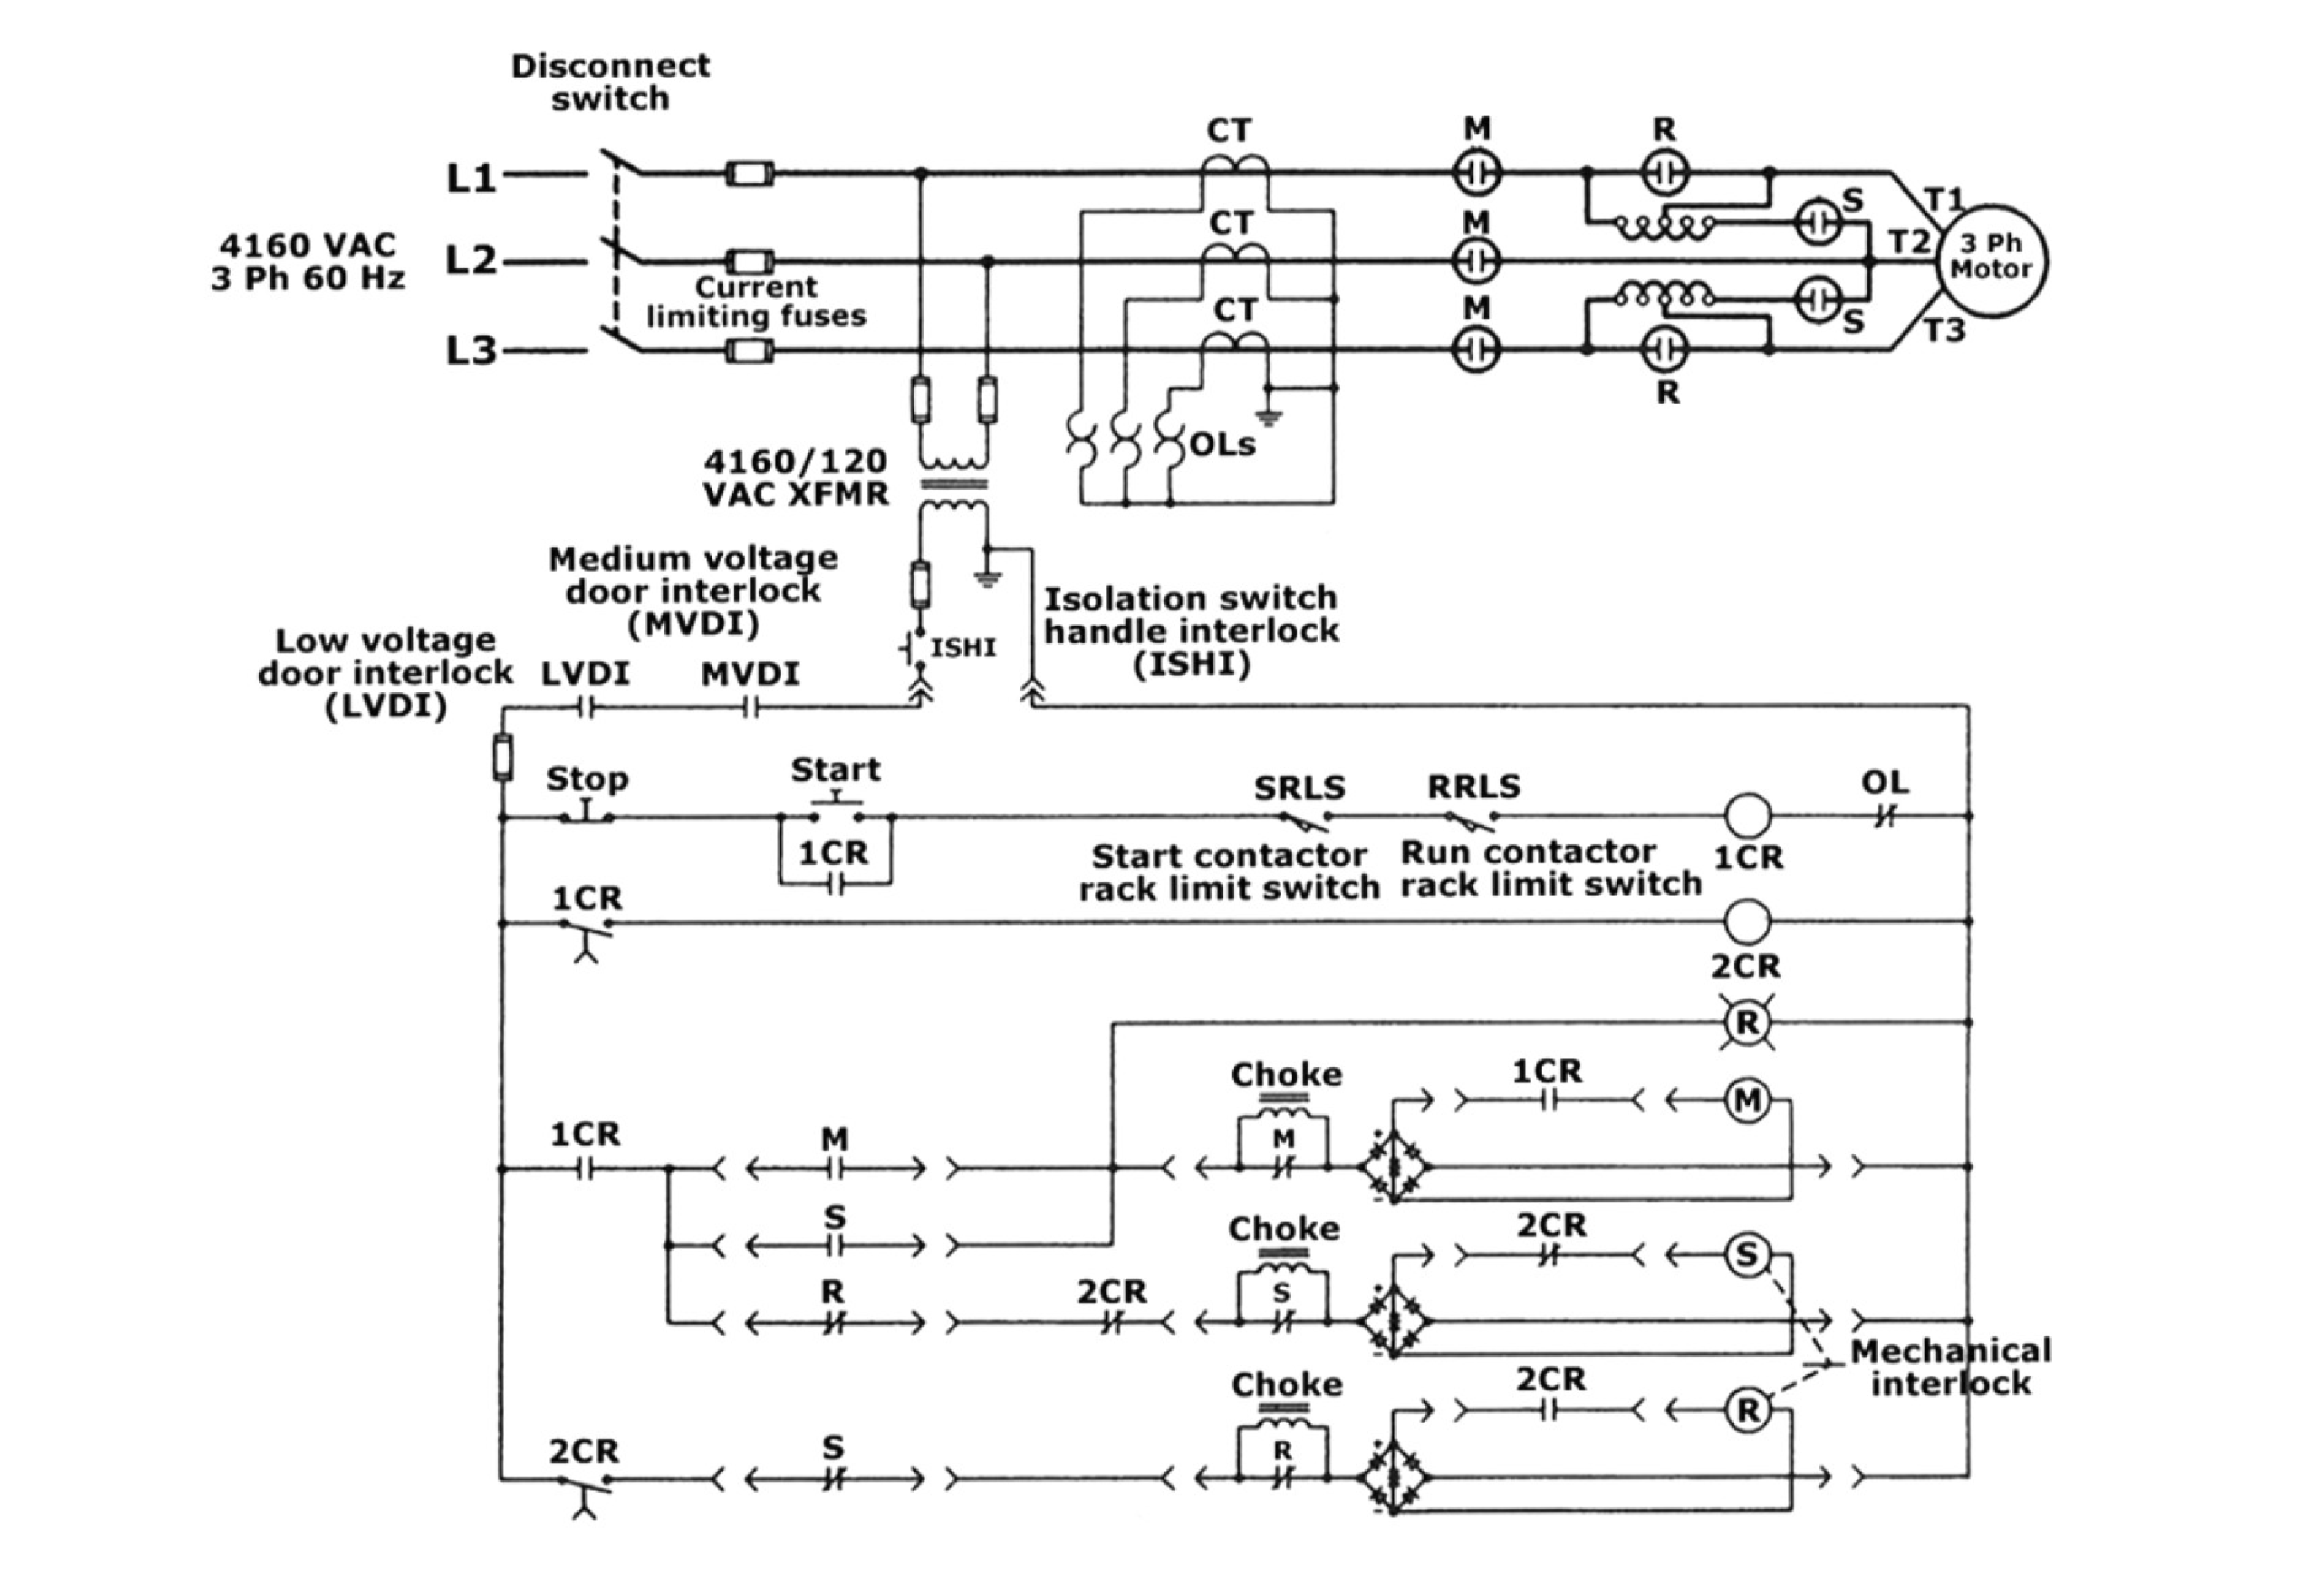 Disconnect
switch
CT
M
R
L1
S
T1
4160 VAC
3 Ph 60 Hz
L2
CT
M
T2
3 Ph
Motor
Current
limiting fuses
CT
M
S
L3
T3
R
4160/120
VAC XFMR
OLs
Medium voltage
door interlock
(MVDI)
Isolation switch
handle interlock
(ISHI)
ISHI
Low voltage
door interlock
(LVDI)
LVDI
MVDI
Stop
Start
SRLS
RRLS
OL
1CR
Start contactor
rack limit switch
Run contactor
rack limit switch
1CR
1CR
2CR
R
Choke
1CR
M
1CR
M
M
+
-
S
Choke
2CR
S
R
2CR
S
+
-
Mechanical
interlock
Choke
2CR
R
2CR
S
R
+
-